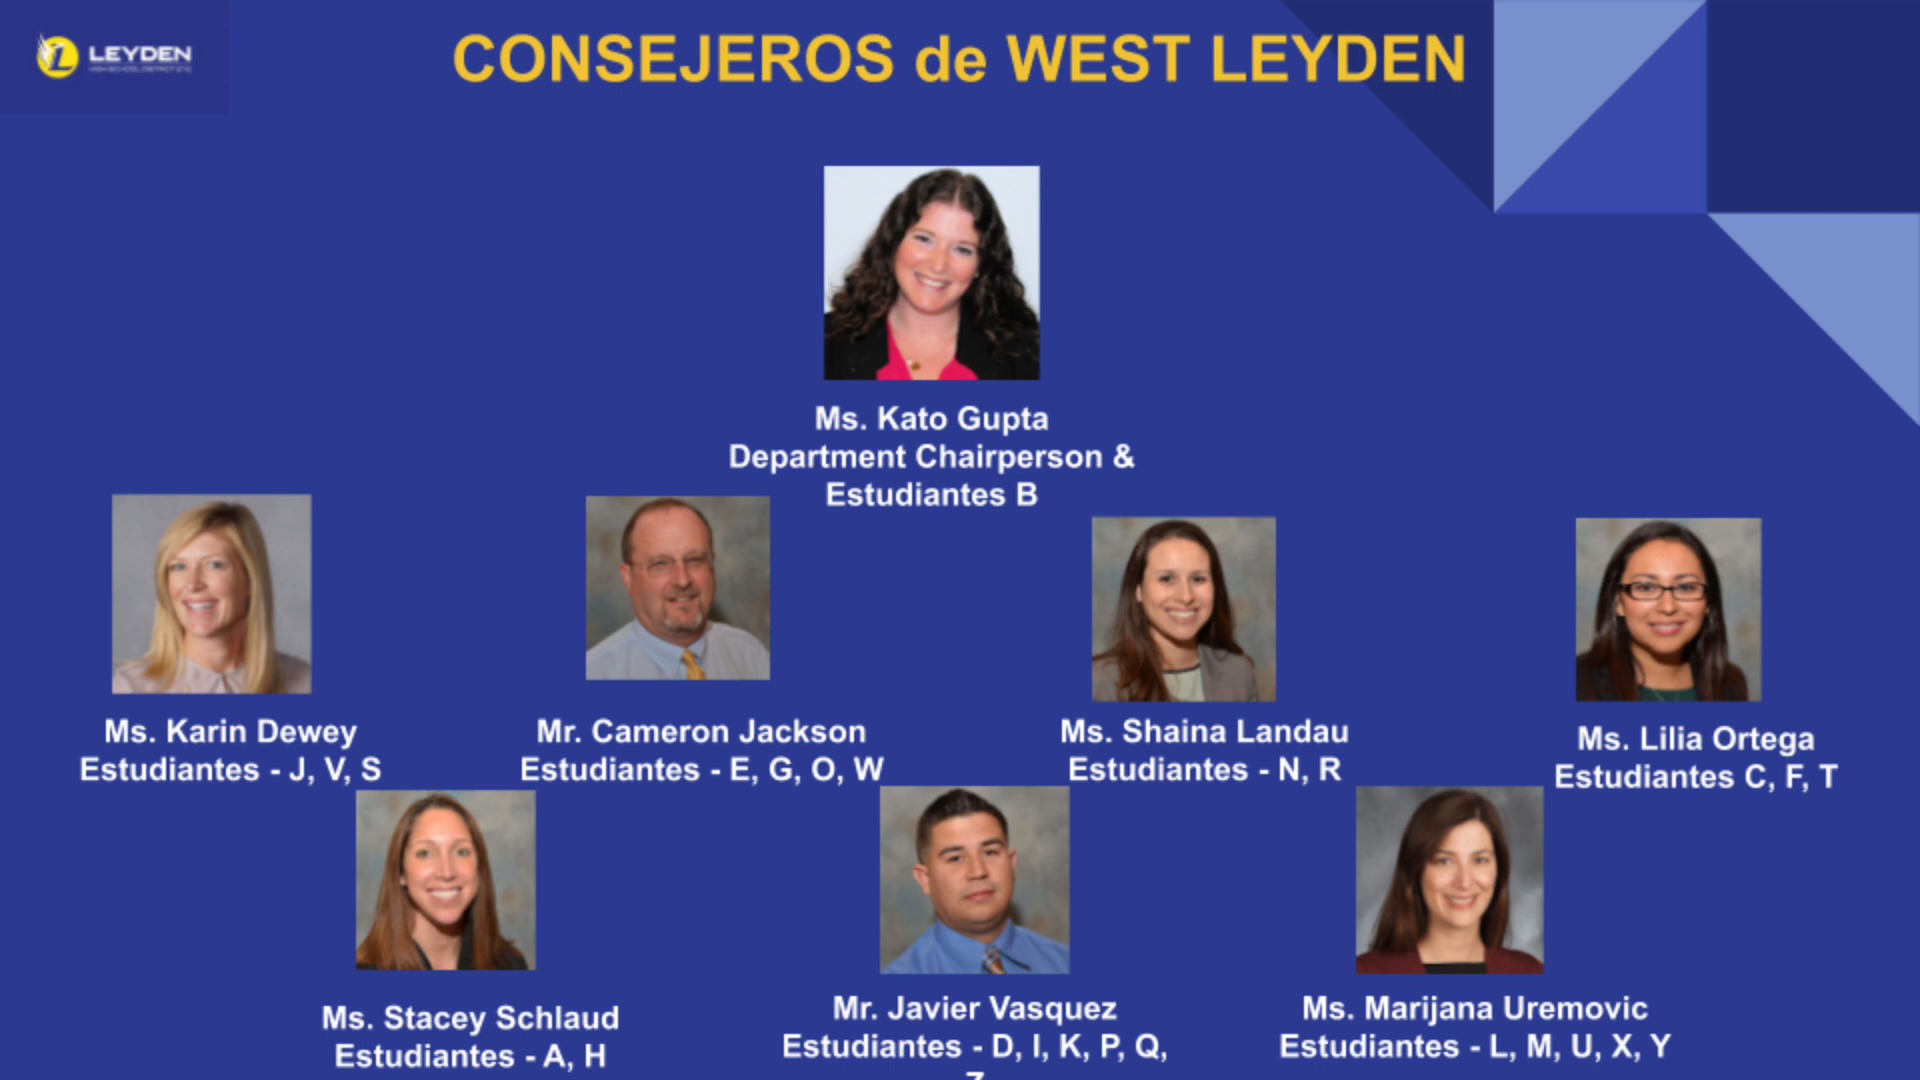 LEYDEN
CONSEJEROS de WEST LEYDEN
Ms. Kato Gupta
Department Chairperson &
Estudiantes B
Ms. Karin Dewey
Estudiantes - J, V, S
Mr. Cameron Jackson
Estudiantes - E, G, O, W
Ms. Shaina Landau
Estudiantes - N, R
Ms. Lilia Ortega
Estudiantes C, F, T
Ms. Stacey Schlaud
Estudiantes - A, H
Mr. Javier Vasquez
Estudiantes - D, I, K, P, Q,
Ms. Marijana Uremovic
Estudiantes - L, M, U, X, Y